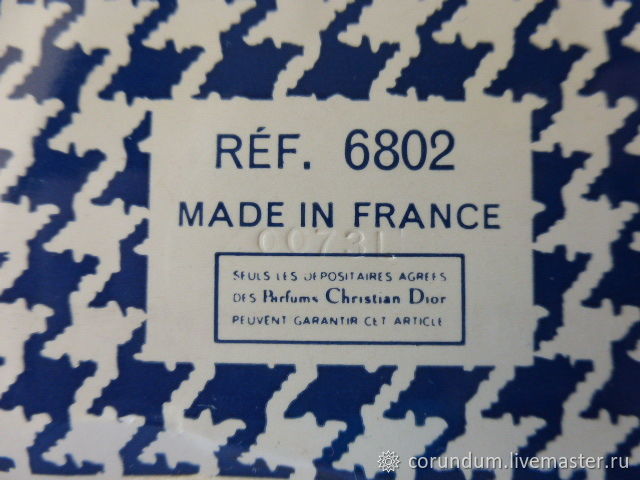 RÉF. 6802
MADE IN FRANCE
00731
SEULS LES DEPOSITAIRES AGREES
DES Parfums Christian Dior
PEUVENT GARANTIR CET ARTICLE
corundum.livemaster.ru